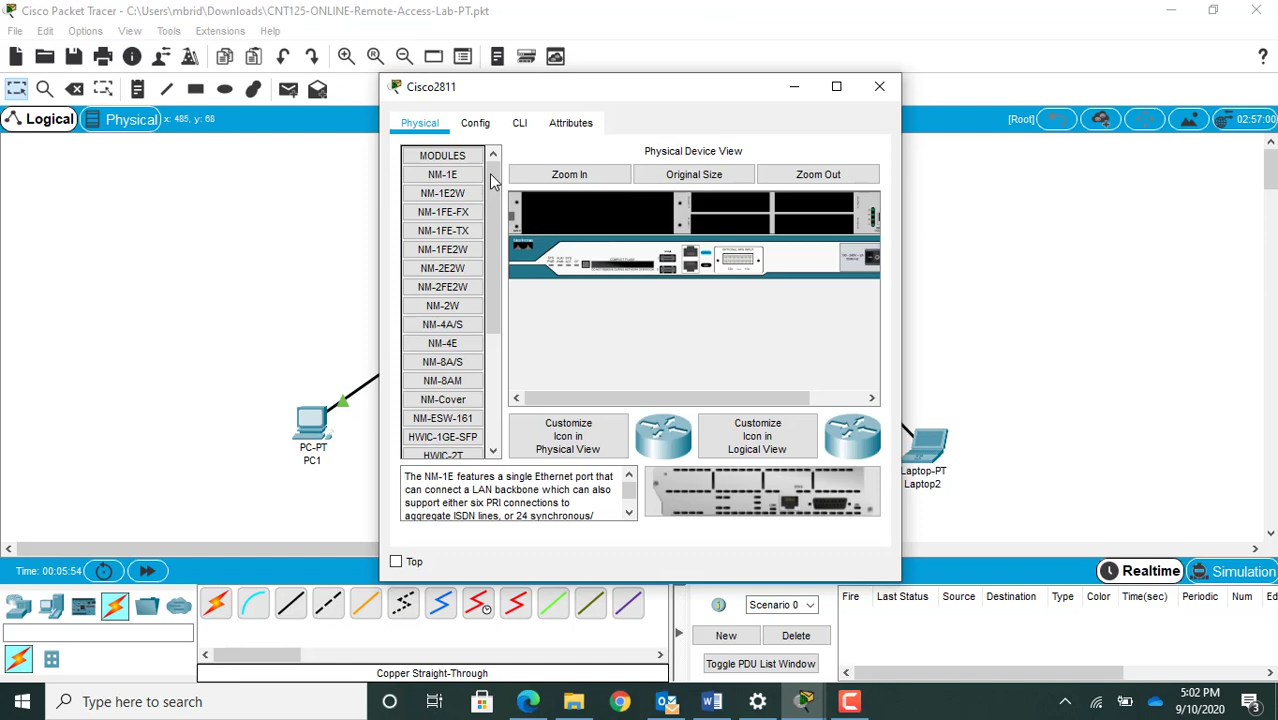 Cisco Packet Tracer - C:\Users\mbrid\Downloads\CNT125-ONLINE-Remote-Access-Lab-PT.pkt
File Edit Options View Tools Extensions Help
Logical
Physical
x: 485, y: 68
[Root]
02:57:00
Cisco2811
Physical
Config
CLI
Attributes
MODULES
NM-1E
NM-1E2W
NM-1FE-FX
NM-1FE-TX
NM-1FE2W
NM-2E2W
NM-2FE2W
NM-2W
NM-4A/S
NM-4E
NM-8A/S
NM-8AM
NM-Cover
NM-ESW-161
HWIC-1GE-SFP
HWIC-2T
Physical Device View
Zoom In
Original Size
Zoom Out
Customize
Icon in
Physical View
Customize
Icon in
Logical View
The NM-1E features a single Ethernet port that
can connect a LAN backbone which can also
support either six PRI connections to
aggregate ISDN lines, or 24 synchronous/
Top
PC-PT
PC1
Laptop-PT
Laptop2
Time: 00:05:54
Realtime
Simulation
Scenario 0
New
Delete
Toggle PDU List Window
Fire Last Status Source Destination Type Color Time(sec) Periodic Num Ed
Copper Straight-Through
Type here to search
5:02 PM
9/10/2020
3